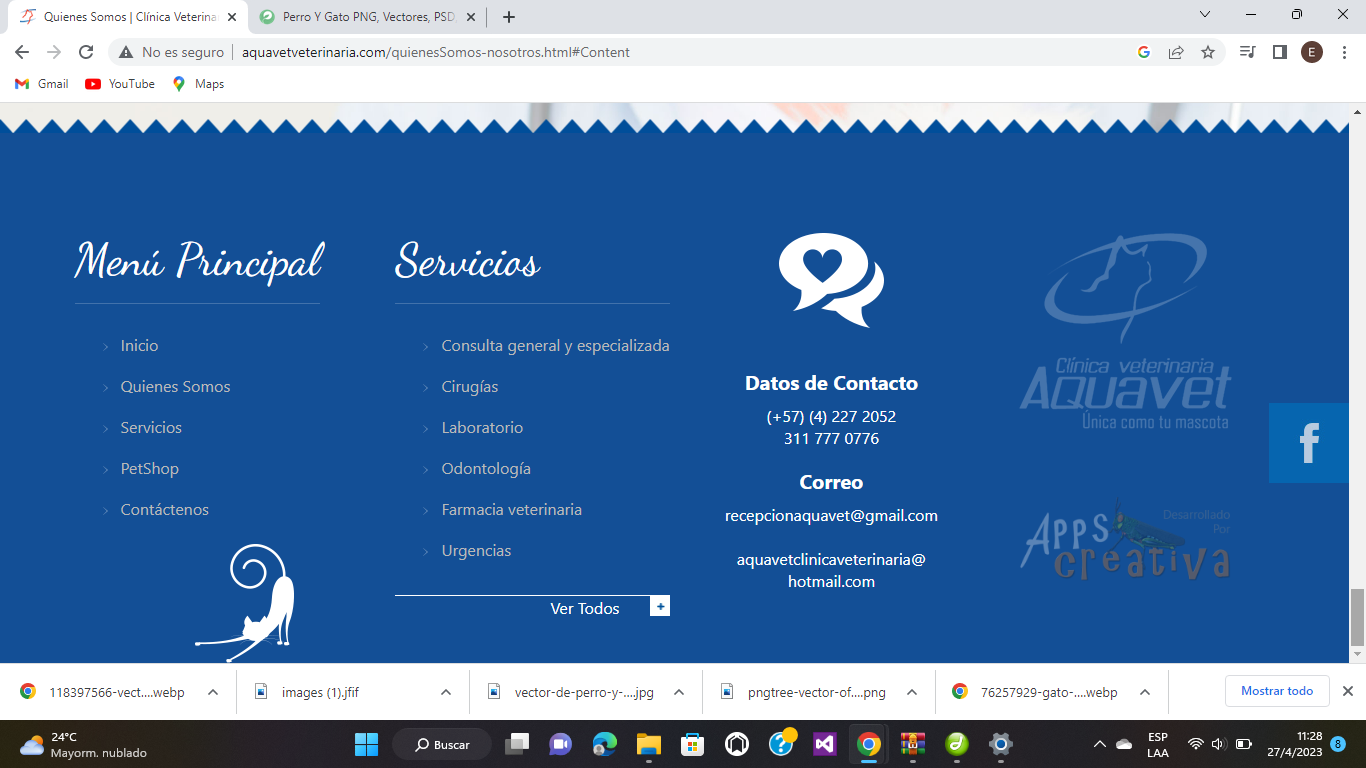 Quienes Somos | Clínica Veterina
Perro Y Gato PNG, Vectores, PSD,
No es seguro
aquavetveterinaria.com/quienesSomos-nosotros.html#Content
E
Gmail
YouTube
Maps
Menú Principal
Inicio
Quienes Somos
Servicios
PetShop
Contáctenos
Servicios
Consulta general y especializada
Cirugías
Laboratorio
Odontología
Farmacia veterinaria
Urgencias
Ver Todos
Datos de Contacto
(+57) (4) 227 2052
311 777 0776
Correo
recepcionaquavet@gmail.com
aquavetclinicaveterinaria@
hotmail.com
Clínica veterinaria
Aquavet
Única como tu mascota
f
Desarrollado
Por
Apps
creativa
118397566-vect....webp
images (1).jfif
vector-de-perro-y-....jpg
pngtree-vector-of....png
76257929-gato-....webp
Mostrar todo
24°C
Mayorm. nublado
Buscar
ESP
LAA
11:28
27/4/2023
8